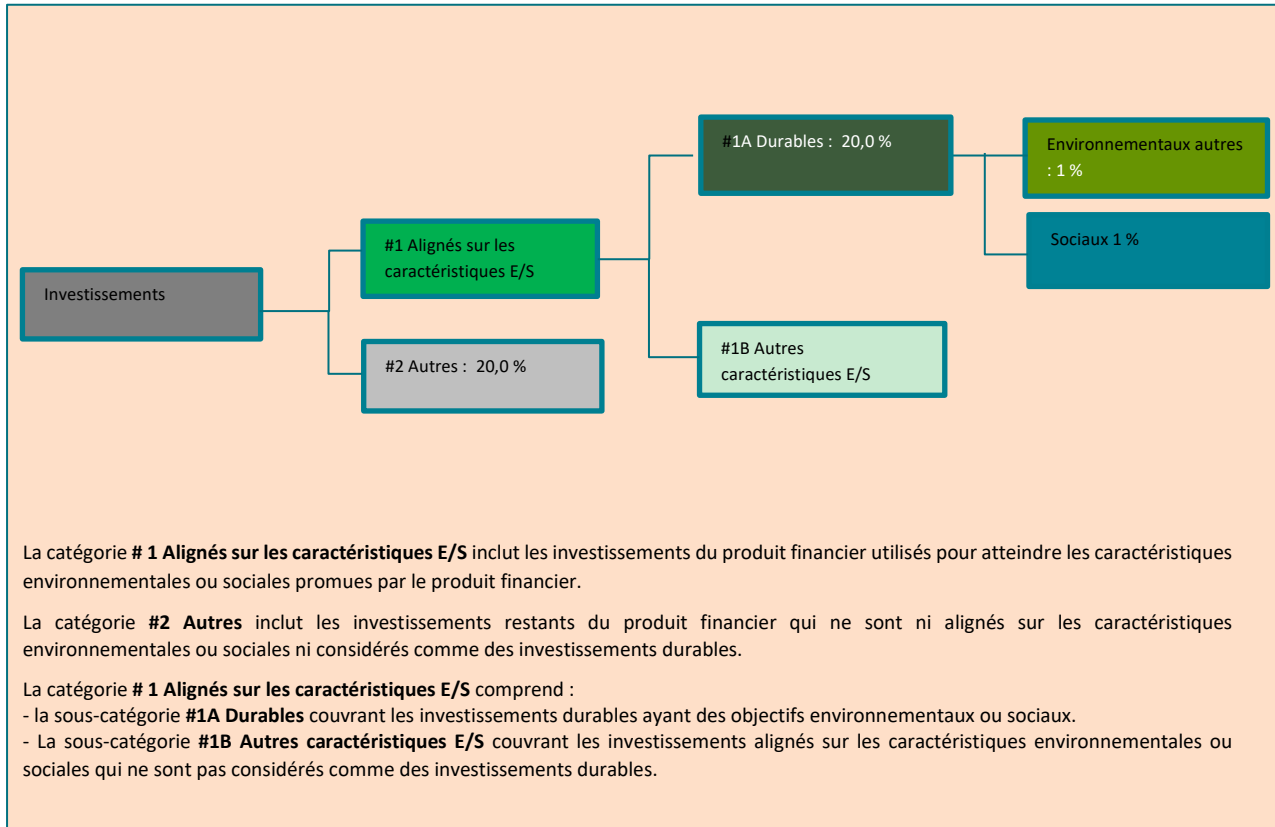 #1A Durables : 20,0 %
Environnementaux autres
: 1 %
Sociaux 1 %
#1 Alignés sur les
caractéristiques E/S
Investissements
#2 Autres : 20,0 %
#1B Autres
caractéristiques E/S
La catégorie # 1 Alignés sur les caractéristiques E/S inclut les investissements du produit financier utilisés pour atteindre les caractéristiques
environnementales ou sociales promues par le produit financier.
La catégorie #2 Autres inclut les investissements restants du produit financier qui ne sont ni alignés sur les caractéristiques
environnementales ou sociales ni considérés comme des investissements durables.
La catégorie # 1 Alignés sur les caractéristiques E/S comprend :
- la sous-catégorie #1A Durables couvrant les investissements durables ayant des objectifs environnementaux ou sociaux.
- La sous-catégorie #1B Autres caractéristiques E/S couvrant les investissements alignés sur les caractéristiques environnementales ou
sociales qui ne sont pas considérés comme des investissements durables.